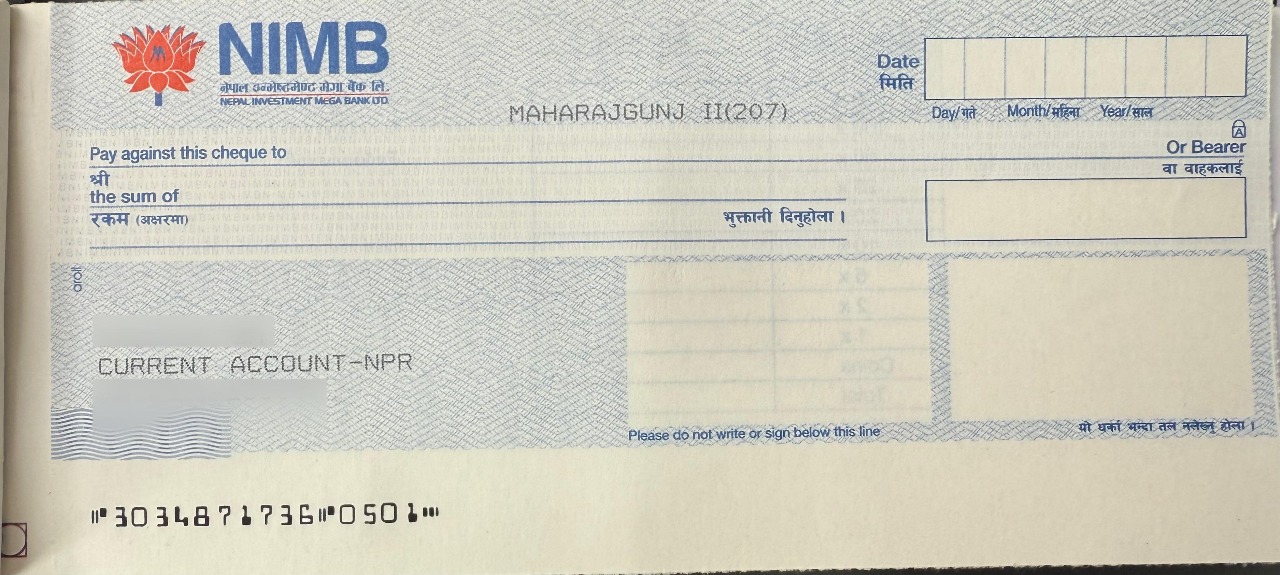 NIMB
नेपाल इन्भेष्टमेण्ट मेगा बैंक लि.
NEPAL INVESTMENT MEGA BANK LTD.
MAHARAJGUNJ II(207)
Date
मिति
Day/गते Month/महिना Year/साल
Pay against this cheque to
Or Bearer
श्री
वा वाहकलाई
the sum of
रकम (अक्षरमा)
भुक्तानी दिनुहोला ।
CURRENT ACCOUNT-NPR
Please do not write or sign below this line
यो धर्का भन्दा तल नलेख्नु होला ।
⑈3034871736⑈0501⑈